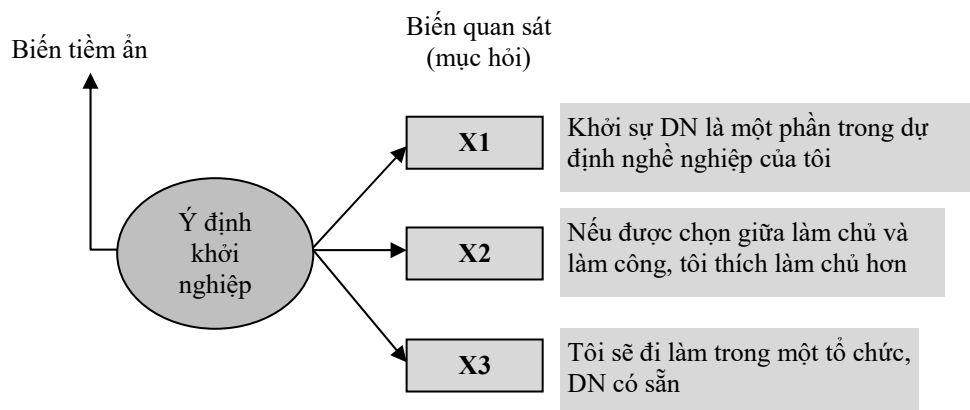 Biến tiềm ẩn
Biến quan sát
(mục hỏi)
X1
Khởi sự DN là một phần trong dự
định nghề nghiệp của tôi
Ý định
khởi
nghiệp
X2
Nếu được chọn giữa làm chủ và
làm công, tôi thích làm chủ hơn
X3
Tôi sẽ đi làm trong một tổ chức,
DN có sẵn